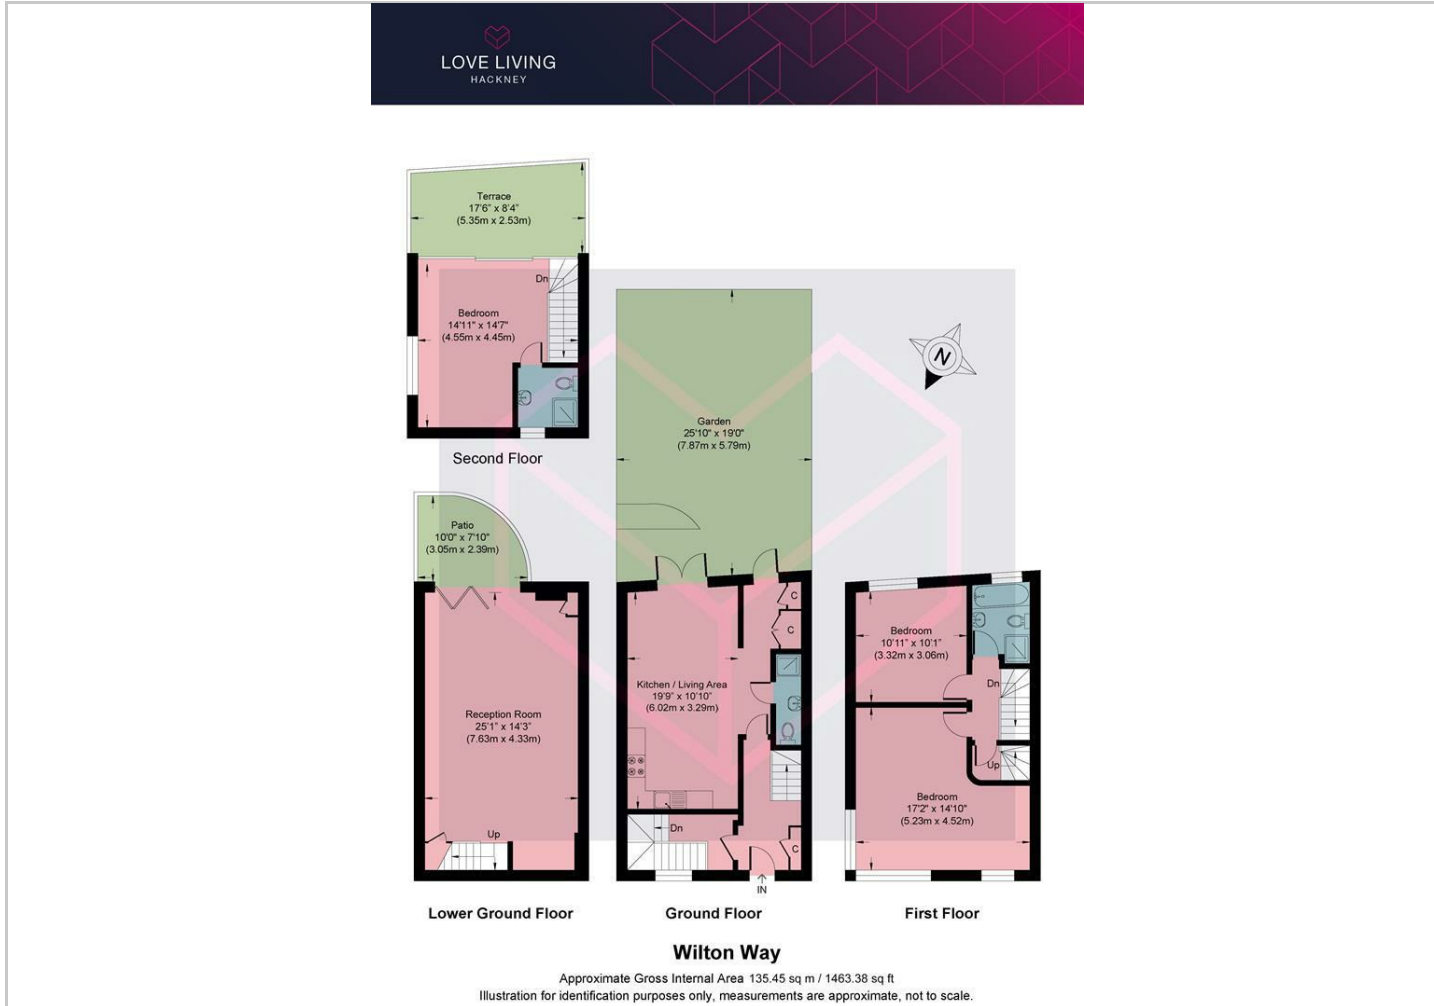 LOVE LIVING
HACKNEY
Terrace
17'6" x 8'4"
(5.35m x 2.53m)
Dn
Bedroom
14'11" x 14'7"
(4.55m x 4.45m)
Second Floor
N
Garden
25'10" x 19'0"
(7.87m x 5.79m)
Patio
10'0" x 7'10"
(3.05m x 2.39m)
Reception Room
25'1" x 14'3"
(7.63m x 4.33m)
Up
Lower Ground Floor
C
C
Kitchen / Living Area
19'9" x 10'10"
(6.02m x 3.29m)
Dn
C
IN
Ground Floor
Bedroom
10'11" x 10'1"
(3.32m x 3.06m)
Dn
Up
Bedroom
17'2" x 14'10"
(5.23m x 4.52m)
First Floor
Wilton Way
Approximate Gross Internal Area 135.45 sq m / 1463.38 sq ft
Illustration for identification purposes only, measurements are approximate, not to scale.